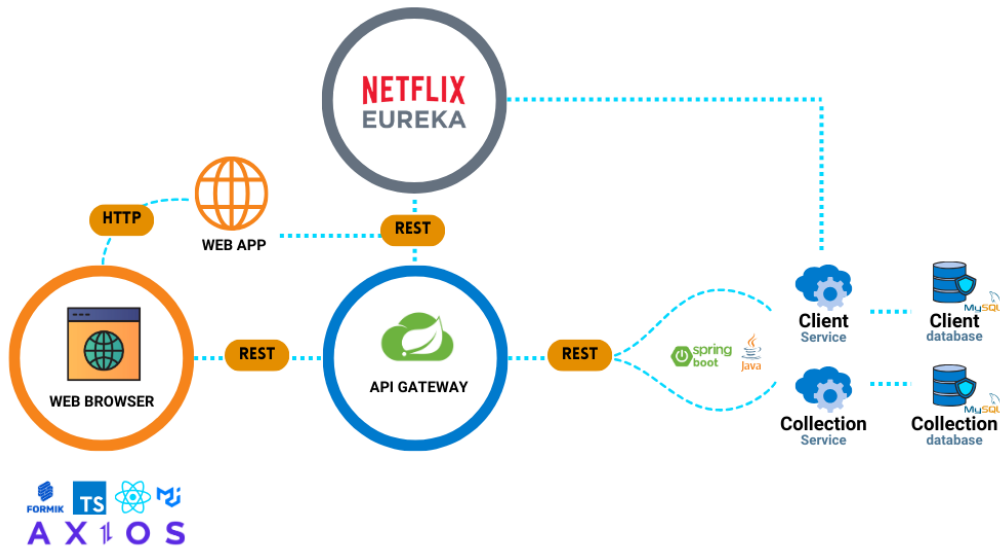 NETFLIX
EUREKA
HTTP
WEB APP
REST
WEB BROWSER
REST
API GATEWAY
REST
spring
boot
Java
Client
Service
MySQL
Client
database
Collection
Service
MySQL
Collection
database
FORMIK
TS
AXIOS